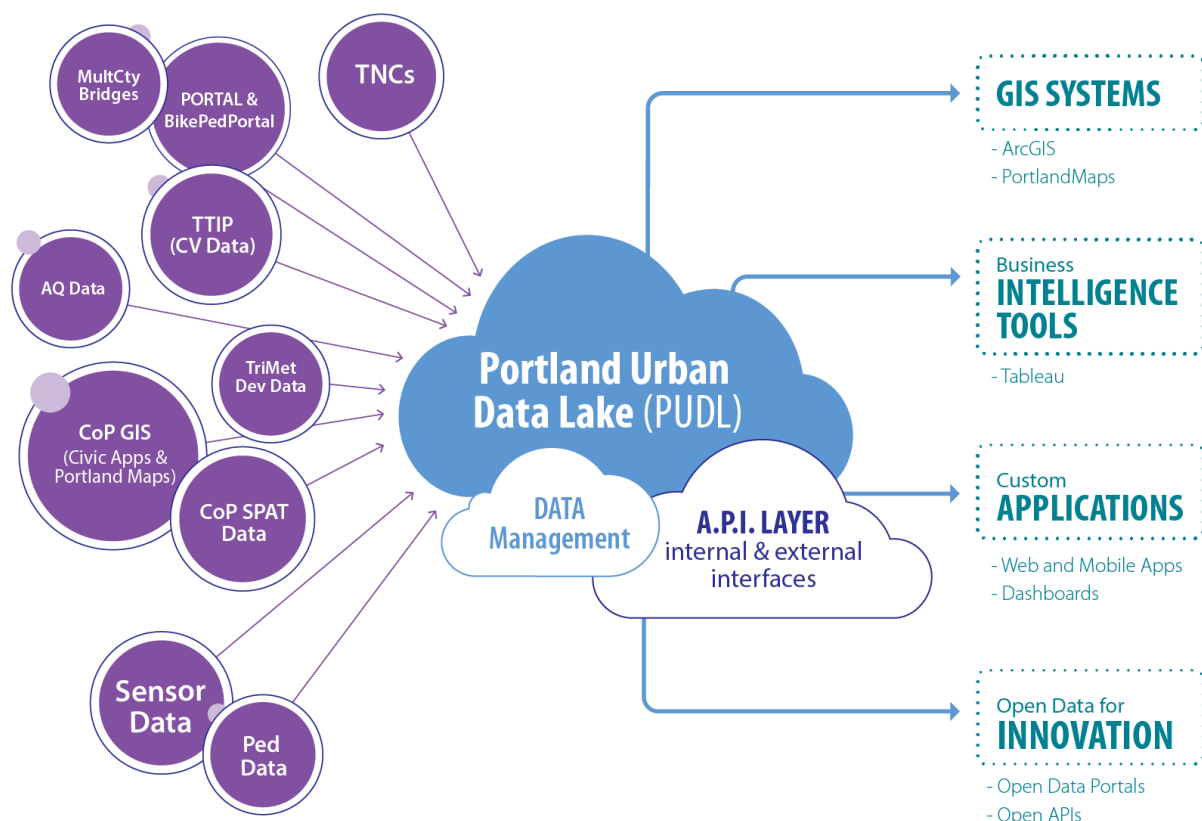 MultCty
Bridges
PORTAL &
BikePedPortal
TNCs
TTIP
(CV Data)
AQ Data
TriMet
Dev Data
CoP GIS
(Civic Apps &
Portland Maps)
CoP SPAT
Data
Sensor
Data
Ped
Data
Portland Urban
Data Lake (PUDL)
DATA
Management
A.P.I. LAYER
internal & external
interfaces
GIS SYSTEMS
- ArcGIS
- PortlandMaps
Business
INTELLIGENCE
TOOLS
- Tableau
Custom
APPLICATIONS
- Web and Mobile Apps
- Dashboards
Open Data for
INNOVATION
- Open Data Portals
- Open APIs